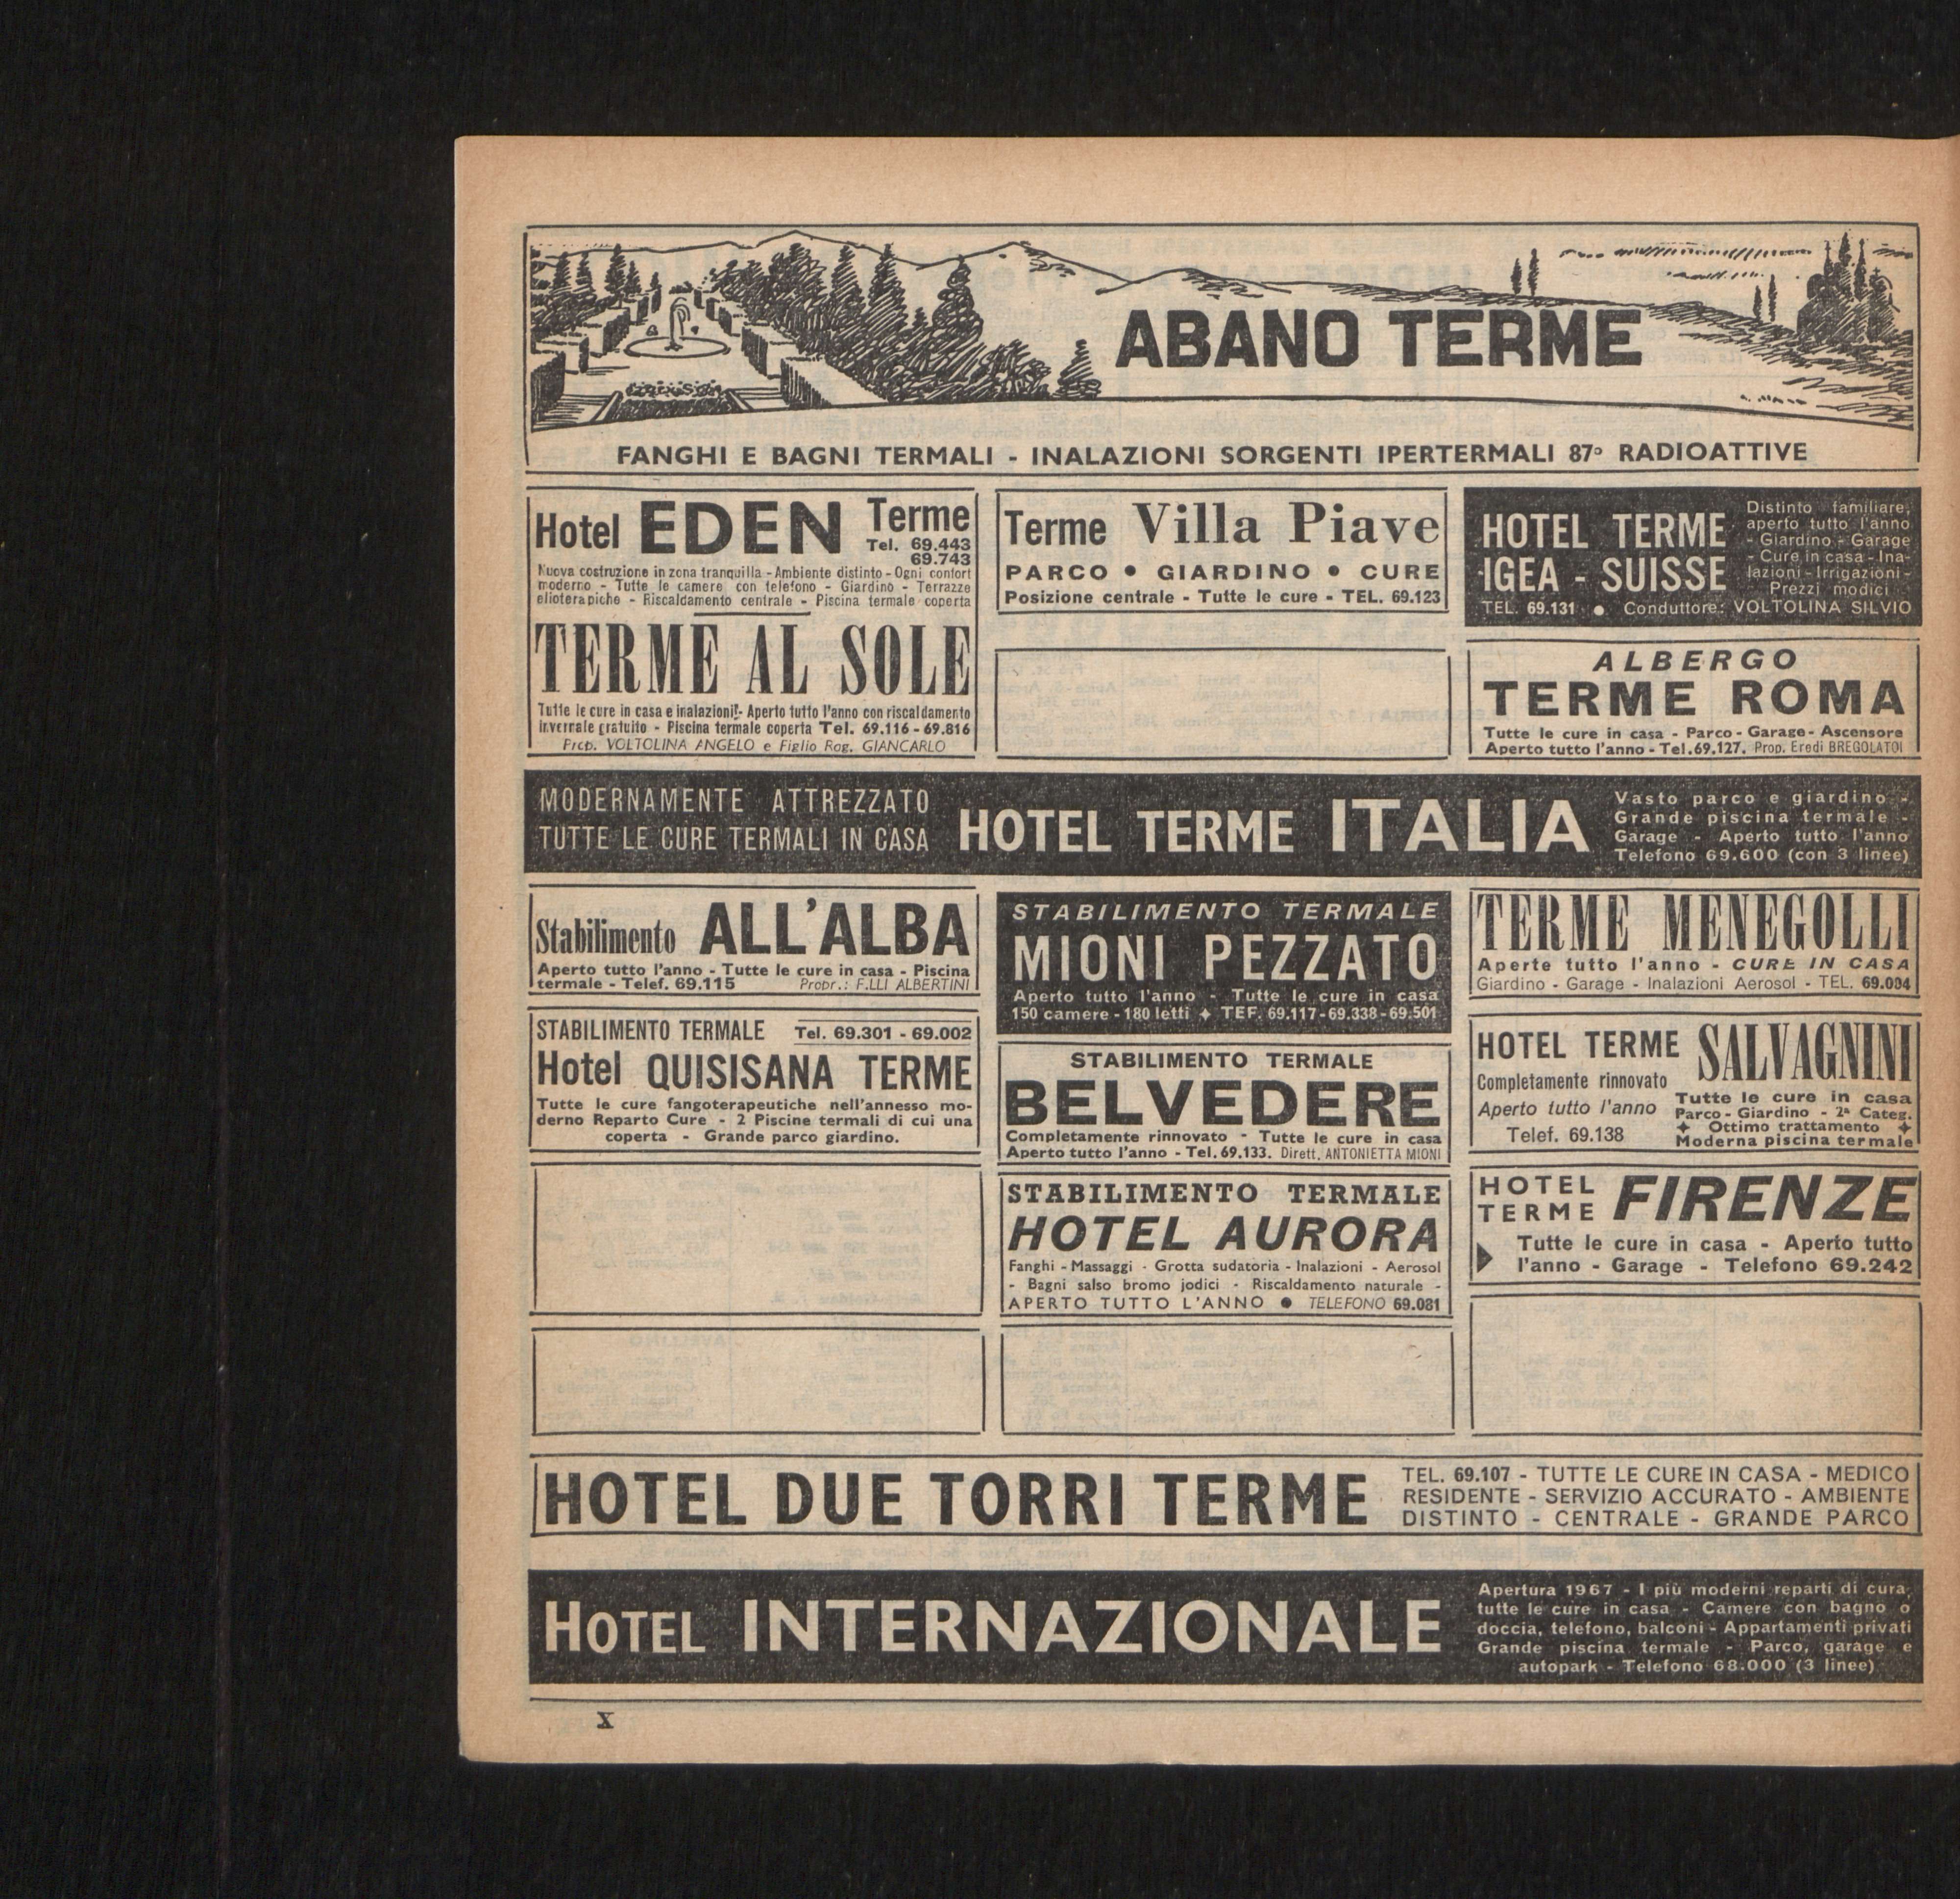 ABANO TERME
FANGHI E BAGNI TERMALI - INALAZIONI SORGENTI IPERTERMALI 87° RADIOATTIVE
Hotel EDEN Terme
Tel. 69.443
69.743
Nuova costruzione in zona tranquilla - Ambiente distinto - Ogni confort
moderno - Tutte le camere con telefono - Giardino - Terrazze
elioterapiche - Riscaldamento centrale - Piscina termale coperta
TERME AL SOLE
Tutte le cure in casa e inalazioni!- Aperto tutto l'anno con riscaldamento
invernale gratuito - Piscina termale coperta Tel. 69.116 - 69.816
Prop. VOLTOLINA ANGELO e Figlio Rag. GIANCARLO
Terme Villa Piave
PARCO • GIARDINO • CURE
Posizione centrale - Tutte le cure - TEL. 69.123
HOTEL TERME
IGEA - SUISSE
Distinto familiare,
aperto tutto l'anno
- Giardino - Garage
- Cure in casa - Ina-
lazioni - Irrigazioni -
Prezzi modici
TEL. 69.131 • Conduttore: VOLTOLINA SILVIO
ALBERGO
TERME ROMA
Tutte le cure in casa - Parco - Garage - Ascensore
Aperto tutto l'anno - Tel. 69.127. Prop. Eredi BREGOLATO
MODERNAMENTE ATTREZZATO
TUTTE LE CURE TERMALI IN CASA
HOTEL TERME ITALIA
Vasto parco e giardino -
Grande piscina termale -
Garage - Aperto tutto l'anno
Telefono 69.600 (con 3 linee)
Stabilimento ALL'ALBA
Aperto tutto l'anno - Tutte le cure in casa - Piscina
termale - Telef. 69.115 Propr.: F.LLI ALBERTINI
STABILIMENTO TERMALE Tel. 69.301 - 69.002
Hotel QUISISANA TERME
Tutte le cure fangoterapeutiche nell'annesso mo-
derno Reparto Cure - 2 Piscine termali di cui una
coperta - Grande parco giardino.
STABILIMENTO TERMALE
MIONI PEZZATO
Aperto tutto l'anno - Tutte le cure in casa
150 camere - 180 letti ✦ TEF. 69.117-69.338-69.501
STABILIMENTO TERMALE
BELVEDERE
Completamente rinnovato - Tutte le cure in casa
Aperto tutto l'anno - Tel. 69.133. Dirett. ANTONIETTA MIONI
STABILIMENTO TERMALE
HOTEL AURORA
Fanghi - Massaggi - Grotta sudatoria - Inalazioni - Aerosol
- Bagni salso bromo jodici - Riscaldamento naturale -
APERTO TUTTO L'ANNO • TELEFONO 69.081
TERME MENEGOLLI
Aperte tutto l'anno - CURE IN CASA
Giardino - Garage - Inalazioni Aerosol - TEL. 69.004
HOTEL TERME SALVAGNINI
Completamente rinnovato
Aperto tutto l'anno
Telef. 69.138
Tutte le cure in casa
Parco - Giardino - 2ª Categ.
✦ Ottimo trattamento ✦
Moderna piscina termale
HOTEL
TERME
FIRENZE
Tutte le cure in casa - Aperto tutto
l'anno - Garage - Telefono 69.242
HOTEL DUE TORRI TERME
TEL. 69.107 - TUTTE LE CURE IN CASA - MEDICO
RESIDENTE - SERVIZIO ACCURATO - AMBIENTE
DISTINTO - CENTRALE - GRANDE PARCO
HOTEL INTERNAZIONALE
Apertura 1967 - I più moderni reparti di cura,
tutte le cure in casa - Camere con bagno o
doccia, telefono, balconi - Appartamenti privati
Grande piscina termale - Parco, garage e
autopark - Telefono 68.000 (3 linee)
X